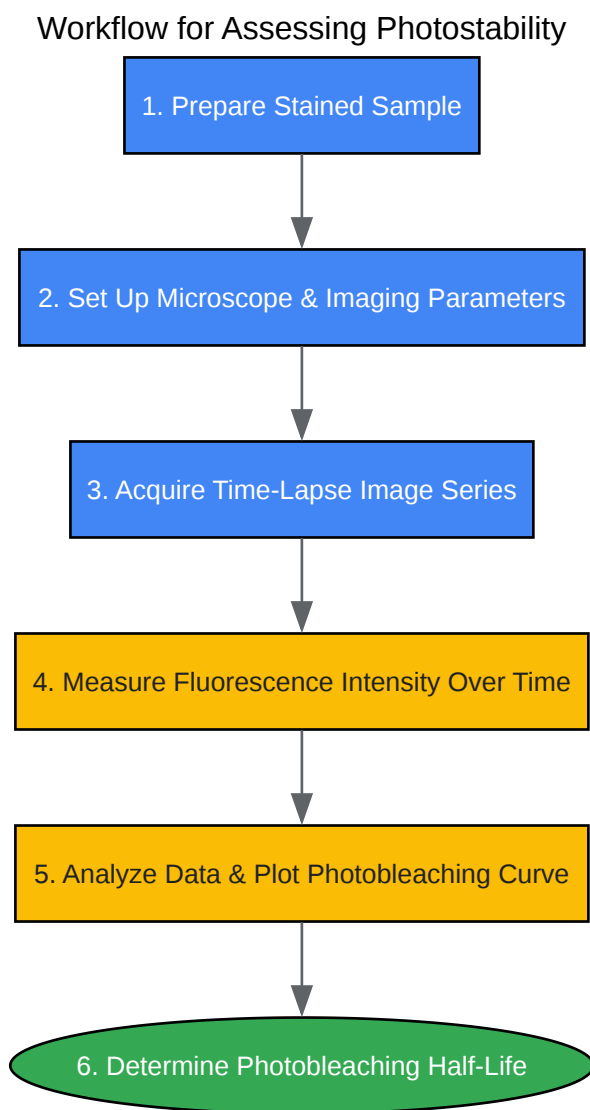 Workflow for Assessing Photostability
1. Prepare Stained Sample
2. Set Up Microscope & Imaging Parameters
3. Acquire Time-Lapse Image Series
4. Measure Fluorescence Intensity Over Time
5. Analyze Data & Plot Photobleaching Curve
6. Determine Photobleaching Half-Life